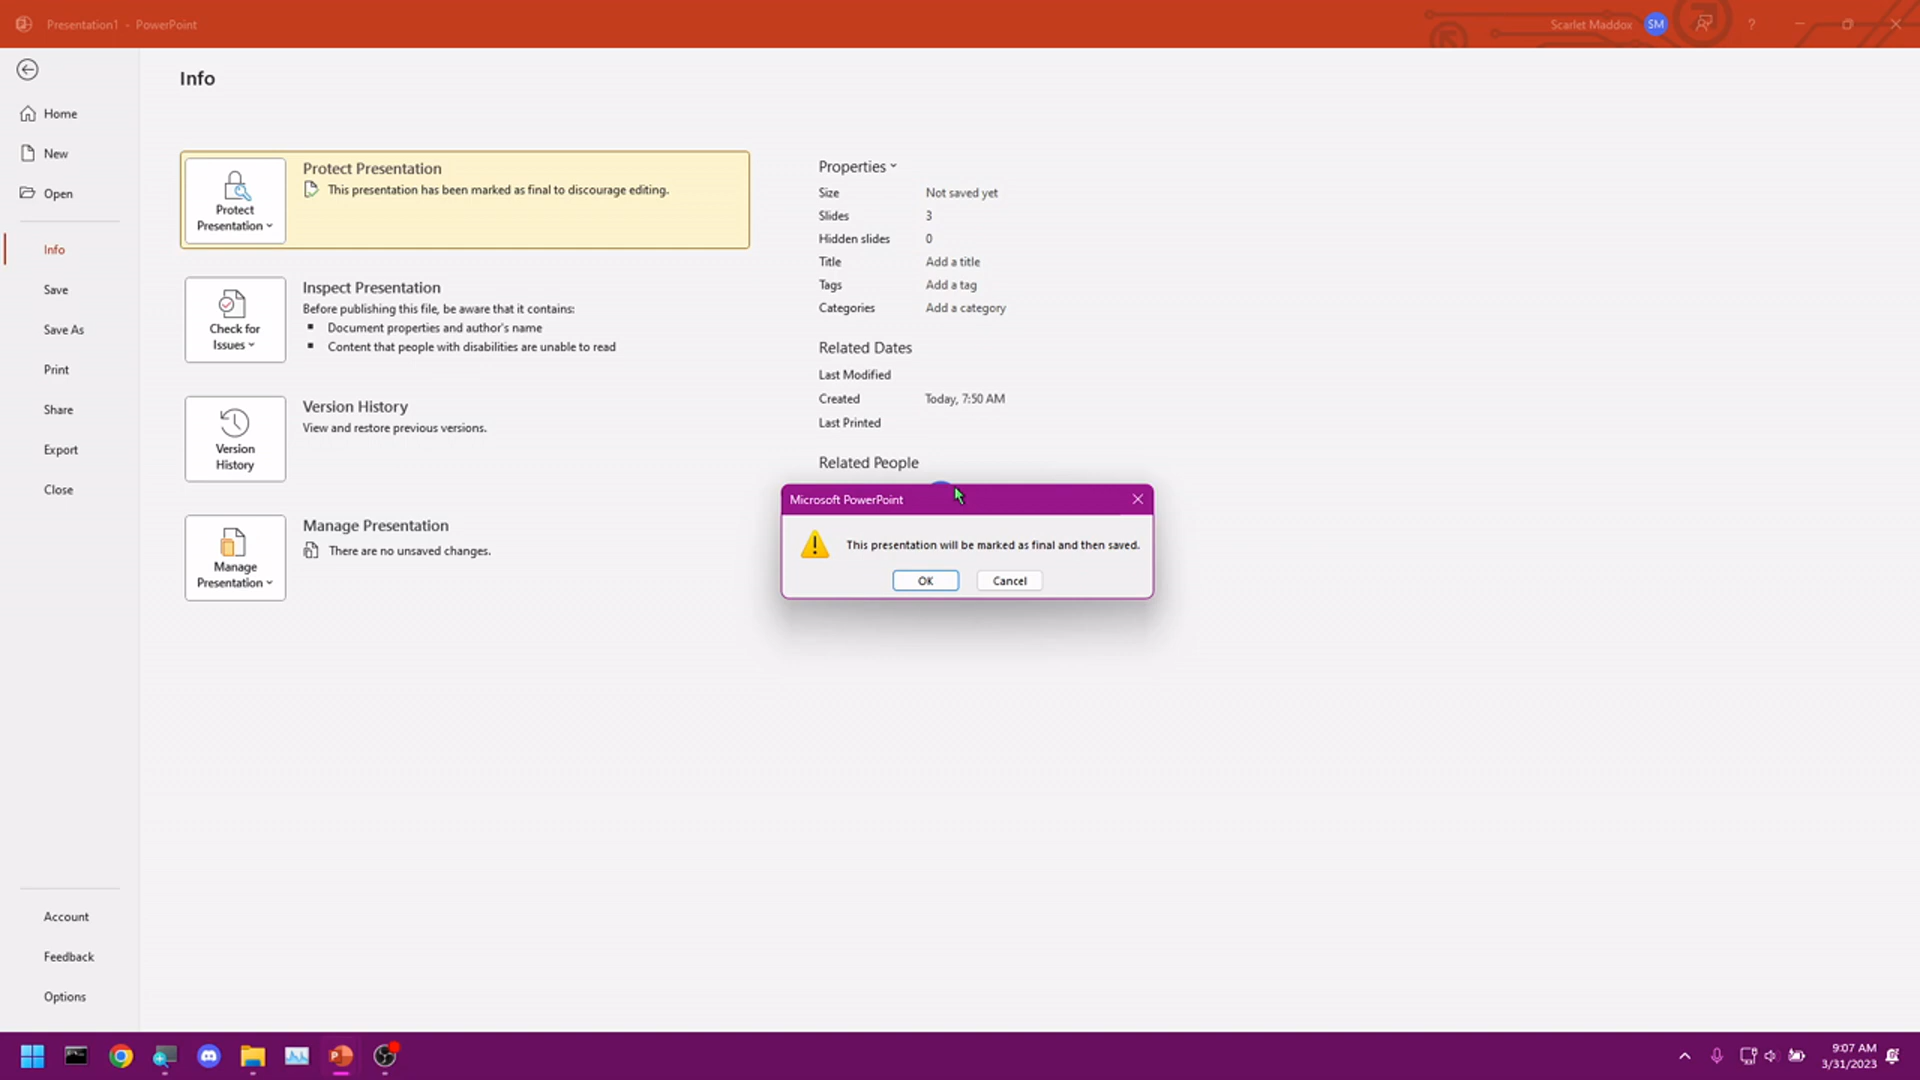 Presentation1 - PowerPoint
Scarlet Maddox SM ?
Info
Home
New
Open
Info
Save
Save As
Print
Share
Export
Close
Account
Feedback
Options
Protect
Presentation
Protect Presentation
This presentation has been marked as final to discourage editing.
Check for
Issues
Inspect Presentation
Before publishing this file, be aware that it contains:
Document properties and author's name
Content that people with disabilities are unable to read
Version
History
Version History
View and restore previous versions.
Manage
Presentation
Manage Presentation
There are no unsaved changes.
Properties
Size Not saved yet
Slides 3
Hidden slides 0
Title Add a title
Tags Add a tag
Categories Add a category
Related Dates
Last Modified
Created Today, 7:50 AM
Last Printed
Related People
Microsoft PowerPoint
This presentation will be marked as final and then saved.
OK Cancel
9:07 AM
3/31/2023